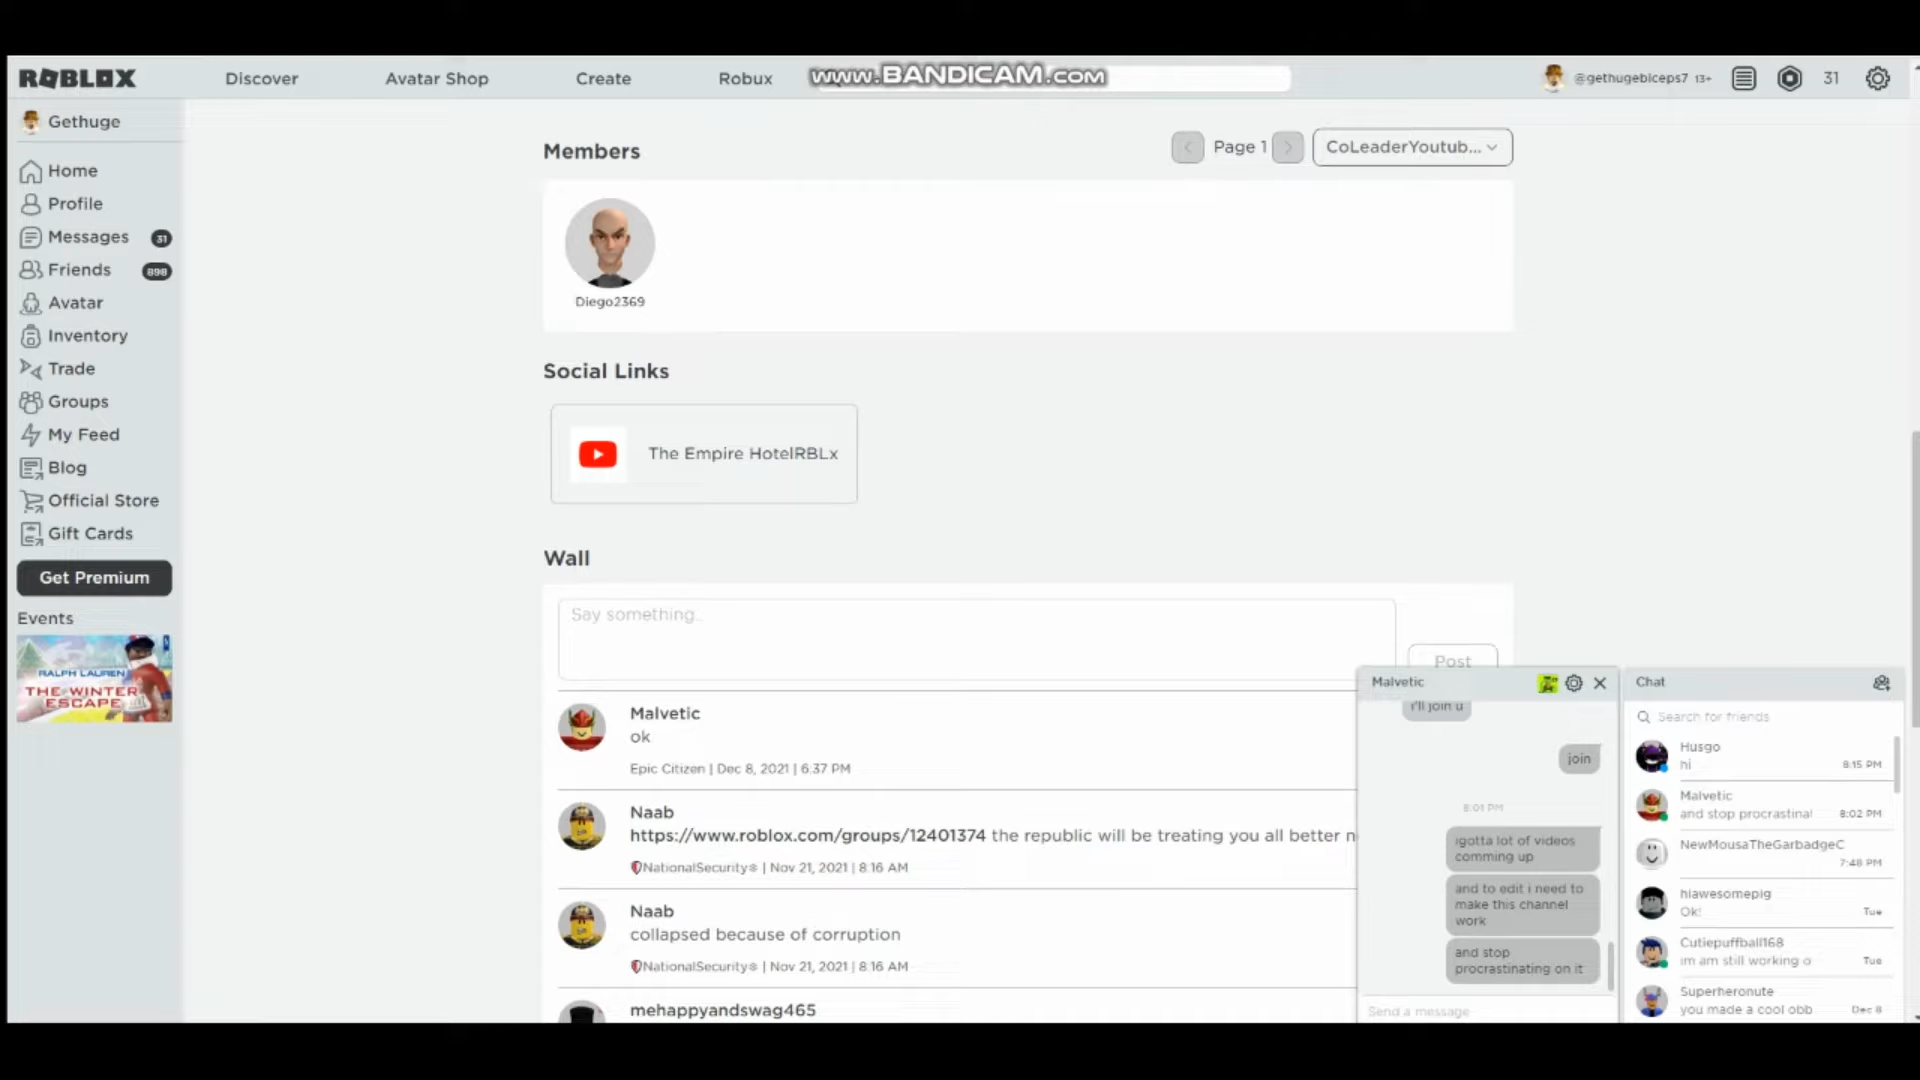 ROBLOX
Discover
Avatar Shop
Create
Robux
www.BANDICAM.com
@gethugebiceps7 13+
31
Gethuge
Home
Profile
Messages 31
Friends 898
Avatar
Inventory
Trade
Groups
My Feed
Blog
Official Store
Gift Cards
Get Premium
Events
RALPH LAUREN
THE WINTER
ESCAPE
Members
Page 1
CoLeaderYoutub...
Diego2369
Social Links
The Empire HotelRBLx
Wall
Say something..
Post
Malvetic
ok
Epic Citizen | Dec 8, 2021 | 6:37 PM
Naab
https://www.roblox.com/groups/12401374 the republic will be treating you all better n
NationalSecurity® | Nov 21, 2021 | 8:16 AM
Naab
collapsed because of corruption
NationalSecurity® | Nov 21, 2021 | 8:16 AM
mehappyandswag465
Malvetic
i'll join u
join
8:01 PM
igotta lot of videos
comming up
and to edit i need to
make this channel
work
and stop
procrastinating on it
Send a message
Chat
Search for friends
Husgo
hi
8:15 PM
Malvetic
and stop procrastinat
8:02 PM
NewMousaTheGarbadgeC
7:48 PM
hiawesomepig
Ok!
Tue
Cutiepuffball168
im am still working o
Tue
Superheronute
you made a cool obb
Dec 8